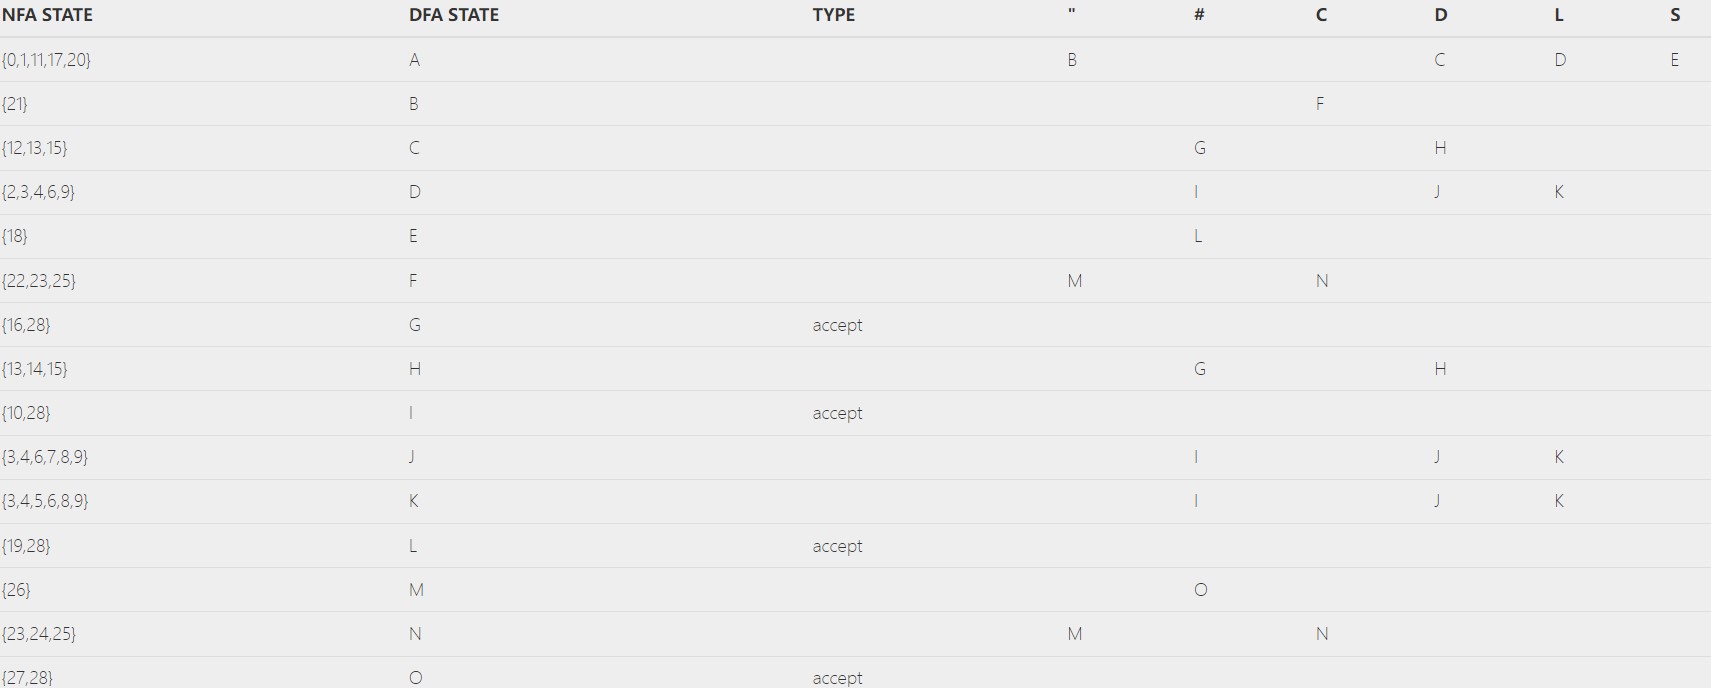 NFA STATE DFA STATE TYPE " # C D L S
{0,1,11,17,20} A B C D E
{21} B F
{12,13,15} C G H
{2,3,4,6,9} D I J K
{18} E L
{22,23,25} F M N
{16,28} G accept
{13,14,15} H G H
{10,28} I accept
{3,4,6,7,8,9} J I J K
{3,4,5,6,8,9} K I J K
{19,28} L accept
{26} M O
{23,24,25} N M N
{27,28} O accept